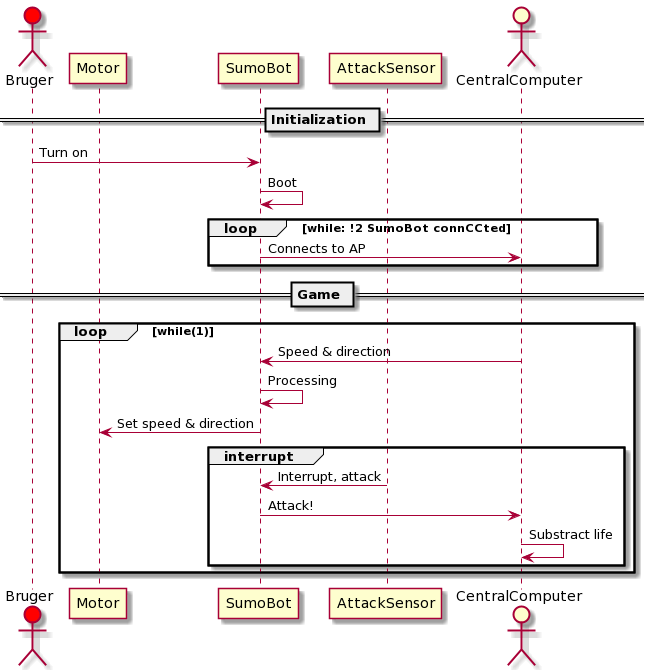 Bruger Motor SumoBot AttackSensor CentralComputer
Initialization
Turn on
Boot
loop [while: !2 SumoBot connCCted]
Connects to AP
Game
loop [while(1)]
Speed & direction
Processing
Set speed & direction
interrupt
Interrupt, attack
Attack!
Substract life
Bruger Motor SumoBot AttackSensor CentralComputer